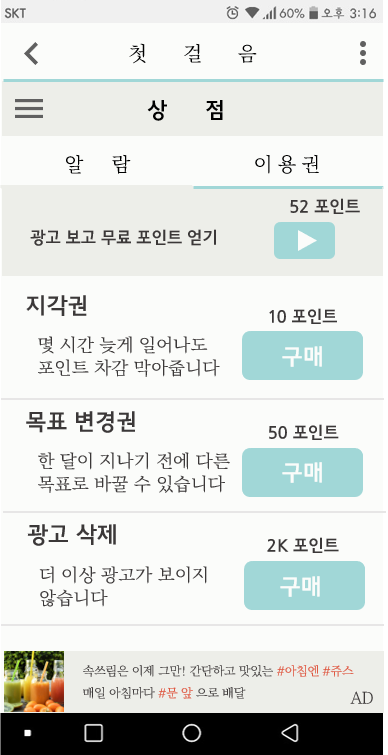 SKT 60% 오후 3:16
첫 걸 음
상 점
알 람 이용권
52 포인트
광고 보고 무료 포인트 얻기
지각권
10 포인트
몇 시간 늦게 일어나도
포인트 차감 막아줍니다
구매
목표 변경권
50 포인트
한 달이 지나기 전에 다른
목표로 바꿀 수 있습니다
구매
광고 삭제
2K 포인트
더 이상 광고가 보이지
않습니다
구매
속쓰림은 이제 그만! 간단하고 맛있는 #아침엔 #쥬스
매일 아침마다 #문 앞 으로 배달
AD